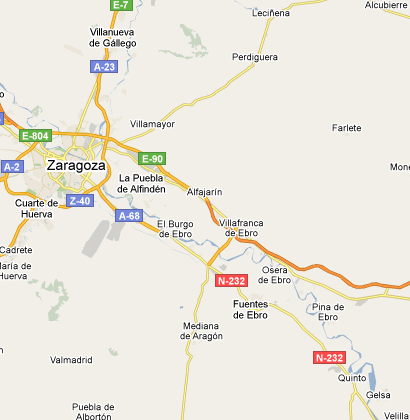 E-7
Leciñena
Alcubierre
Villanueva
de Gállego
Perdiguera
A-23
Villamayor
Farlete
E-804
E-90
A-2
Zaragoza
La Puebla
de Alfindén
Alfajarín
Cuarte de
Huerva
Z-40
A-68
El Burgo
de Ebro
Villafranca
de Ebro
Cadrete
María de
Huerva
Osera
de Ebro
N-232
Fuentes
de Ebro
Pina de
Ebro
Mediana
de Aragón
Valmadrid
N-232
Quinto
Gelsa
Puebla de
Albortón
Velilla